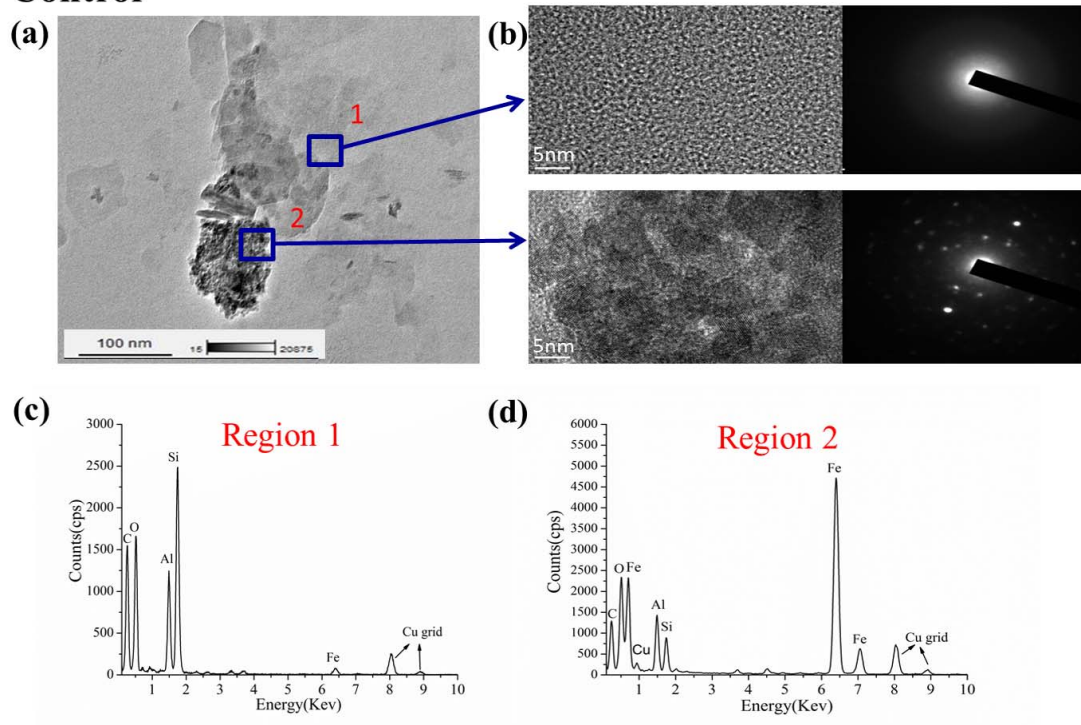 Control
(a)
1
2
100 nm
15
20875
(b)
5nm
5nm
(c)
Region 1
Counts(cps)
3000
2500
2000
1500
1000
500
0
C
O
Al
Si
Fe
Cu grid
1 2 3 4 5 6 7 8 9 10
Energy(Kev)
(d)
Region 2
Counts(cps)
6000
5500
5000
4500
4000
3500
3000
2500
2000
1500
1000
500
0
C
O
Fe
Cu
Al
Si
Fe
Fe
Cu grid
1 2 3 4 5 6 7 8 9 10
Energy(Kev)